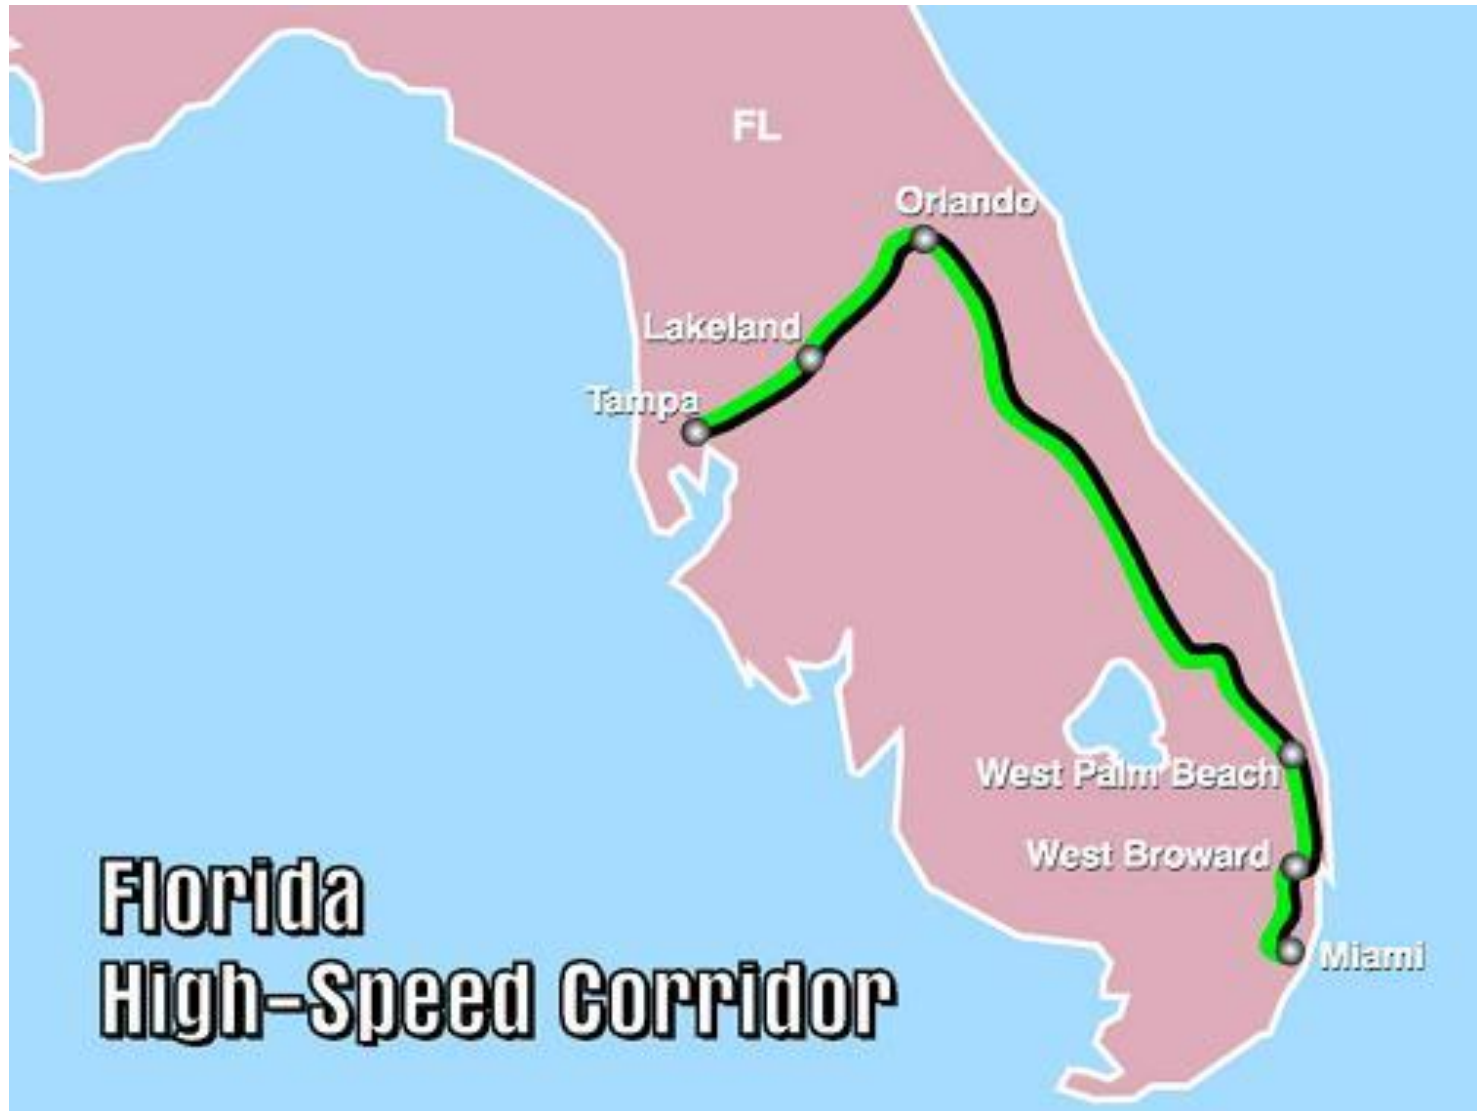 FL
Orlando
Lakeland
Tampa
West Palm Beach
West Broward
Miami
Florida
High-Speed Corridor